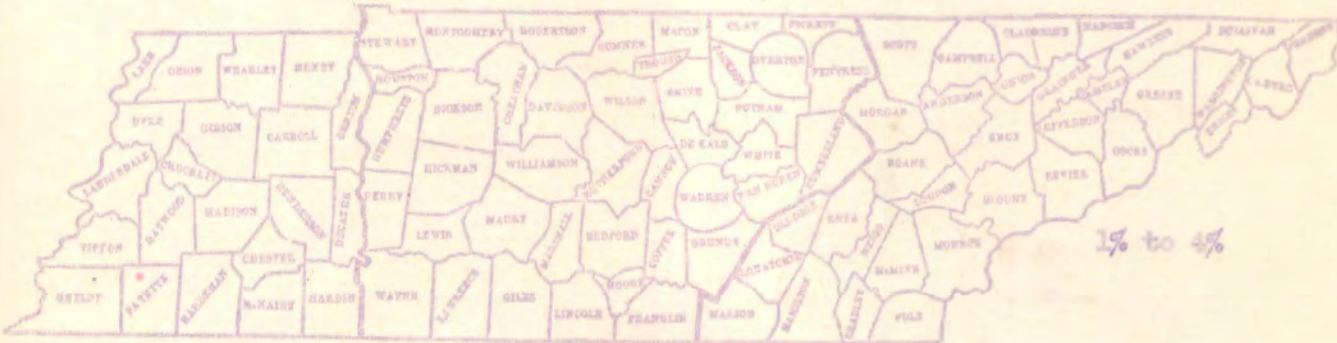 CLAY PICKETT
STEWART MONTGOMERY ROBERTSON SUMNER MACON SCOTT CLAIBORNE HANCOCK SULLIVAN
LAKE OBION WEAKLEY HENRY HOUSTON JACKSON OVERTON FENTRESS CAMPBELL UNION HAWKINS
CHEATHAM DAVIDSON WILSON SMITH PUTNAM MORGAN ANDERSON GREENE WASHINGTON CARTER
DYER GIBSON CARROLL BENTON HUMPHREYS DICKSON DE KALB WHITE CUMBERLAND KNOX JEFFERSON COCKE
LAUDERDALE CROCKETT HICKMAN WILLIAMSON RUTHERFORD CANNON VAN BUREN ROANE SEVIER
HAYWOOD MADISON HENDERSON DECATUR PERRY WARREN LOUDON BLOUNT
TIPTON CHESTER LEWIS MAURY MARSHALL BEDFORD COFFEE GRUNDY BLEDSOE RHEA MEIGS MONROE
1% to 4%
SHELBY FAYETTE HARDEMAN McNAIRY HARDIN WAYNE LAWRENCE GILES MOORE McMINN
LINCOLN FRANKLIN MARION HAMILTON BRADLEY POLK